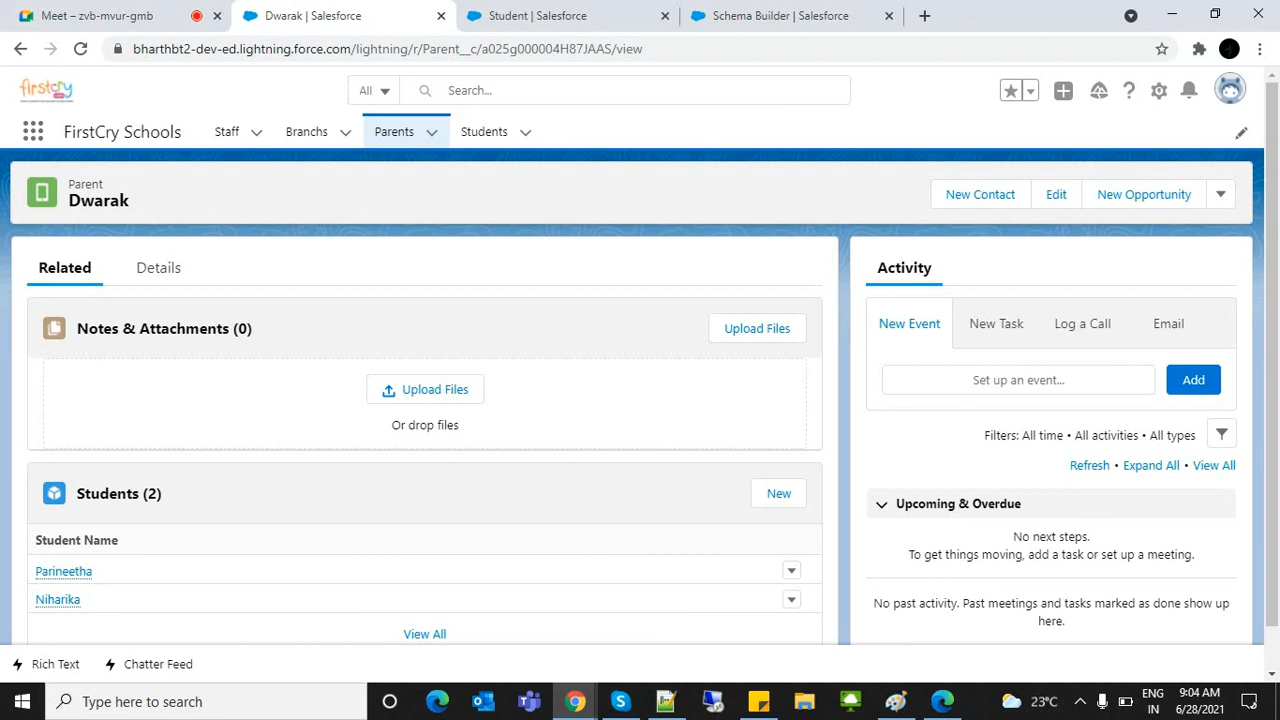 Meet – zvb-mvur-gmb
Dwarak | Salesforce
Student | Salesforce
Schema Builder | Salesforce
bharthbt2-dev-ed.lightning.force.com/lightning/r/Parent__c/a025g000004H87JAAS/view
firstcry
All
Search...
FirstCry Schools
Staff
Branchs
Parents
Students
Parent
Dwarak
New Contact
Edit
New Opportunity
Related
Details
Notes & Attachments (0)
Upload Files
Upload Files
Or drop files
Students (2)
New
Student Name
Parineetha
Niharika
View All
Activity
New Event
New Task
Log a Call
Email
Set up an event...
Add
Filters: All time • All activities • All types
Refresh • Expand All • View All
Upcoming & Overdue
No next steps.
To get things moving, add a task or set up a meeting.
No past activity. Past meetings and tasks marked as done show up
here.
Rich Text
Chatter Feed
Type here to search
23°C
ENG
IN
9:04 AM
6/28/2021